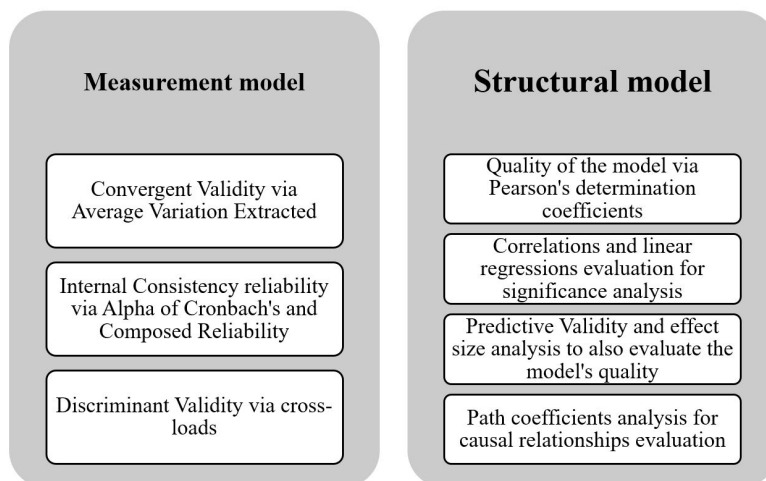 Measurement model
Convergent Validity via
Average Variation Extracted
Internal Consistency reliability
via Alpha of Cronbach's and
Composed Reliability
Discriminant Validity via cross-
loads
Structural model
Quality of the model via
Pearson's determination
coefficients
Correlations and linear
regressions evaluation for
significance analysis
Predictive Validity and effect
size analysis to also evaluate the
model's quality
Path coefficients analysis for
causal relationships evaluation